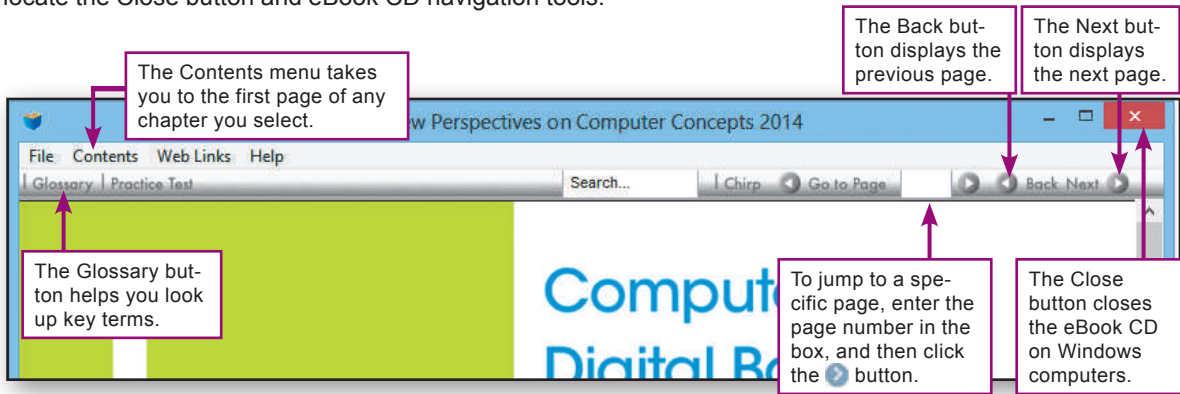 locate the Close button and eBook CD navigation tools.
The Back but-
ton displays the
previous page.
The Next but-
ton displays
the next page.
The Contents menu takes
you to the first page of any
chapter you select.
Perspectives on Computer Concepts 2014
File Contents Web Links Help
Glossary Practice Test Search... Chirp Go to Page Back Next
The Glossary but-
ton helps you look
up key terms.
To jump to a spe-
cific page, enter the
page number in the
box, and then click
the button.
The Close
button closes
the eBook CD
on Windows
computers.
Digital